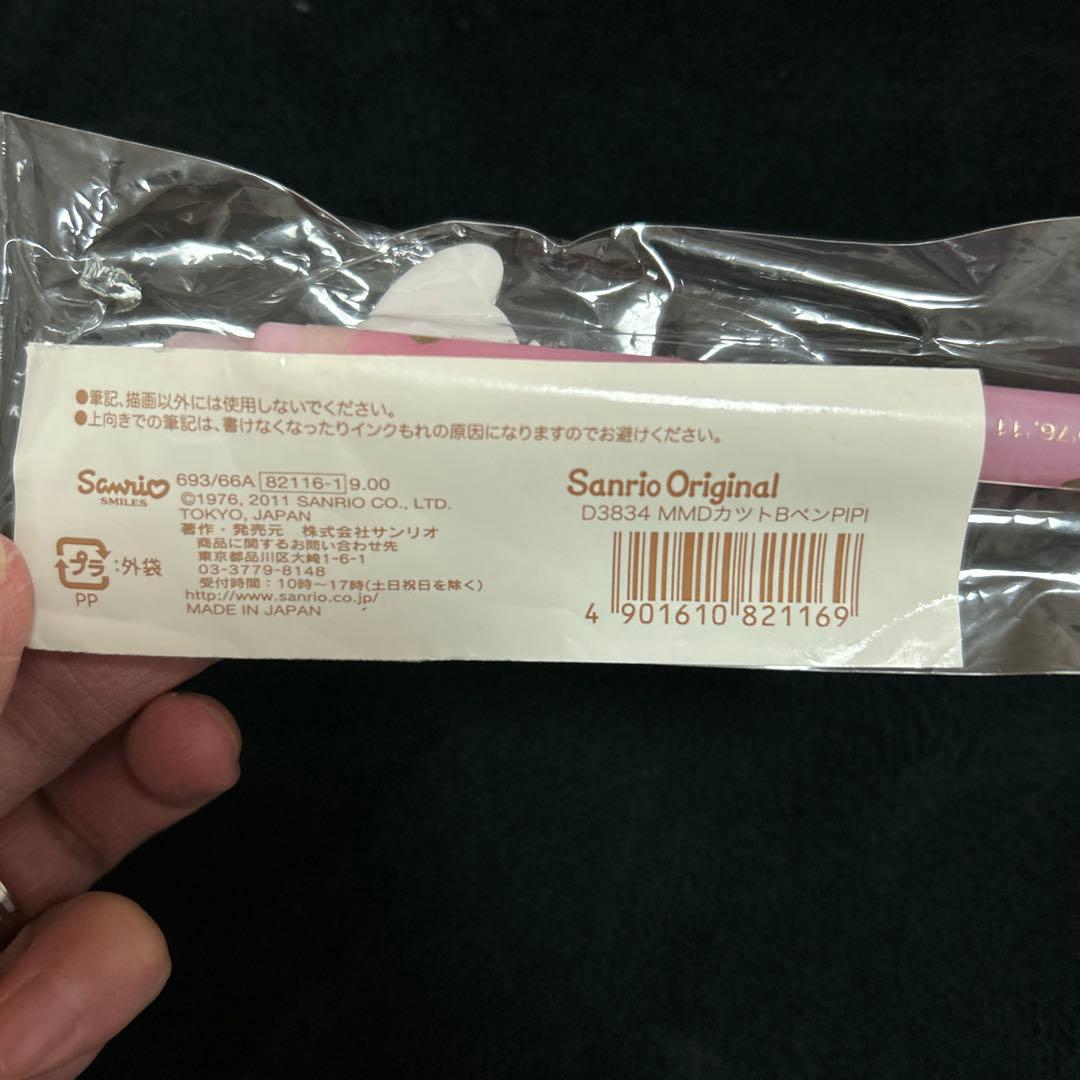 ●筆記、描画以外には使用しないでください。
●上向きでの筆記は、書けなくなったりインクもれの原因になりますのでお避けください。
Sanrio
SMILES
693/66A 82116-1 9.00
©1976, 2011 SANRIO CO., LTD.
TOKYO, JAPAN
著作・発売元 株式会社サンリオ
商品に関するお問い合わせ先
東京都品川区大崎1-6-1
03-3779-8148
受付時間：10時〜17時(土日祝日を除く)
http://www.sanrio.co.jp/
MADE IN JAPAN
プラ :外袋
PP
Sanrio Original
D3834 MMDカツトBペンPIPI
4 901610 821169
'76,'11